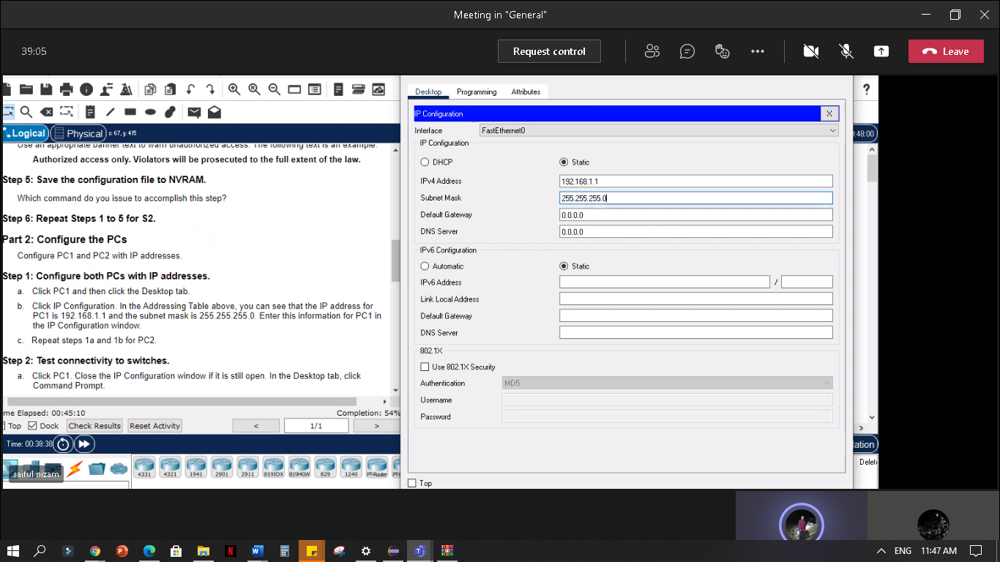 Meeting in "General"
39:05
Request control
Leave
Desktop
Programming
Attributes
IP Configuration
X
Interface
FastEthernet0
IP Configuration
DHCP
Static
IPv4 Address
192.168.1.1
Subnet Mask
255.255.255.0
Default Gateway
0.0.0.0
DNS Server
0.0.0.0
IPv6 Configuration
Automatic
Static
IPv6 Address
/
Link Local Address
Default Gateway
DNS Server
802.1X
Use 802.1X Security
Authentication
MD5
Username
Password
Top
?
Logical
Physical
x: 67, y: 415
:48:00
Use an appropriate banner text to warn unauthorized access. The following text is an example:
Authorized access only. Violators will be prosecuted to the full extent of the law.
Step 5: Save the configuration file to NVRAM.
Which command do you issue to accomplish this step?
Step 6: Repeat Steps 1 to 5 for S2.
Part 2: Configure the PCs
Configure PC1 and PC2 with IP addresses.
Step 1: Configure both PCs with IP addresses.
a. Click PC1 and then click the Desktop tab.
b. Click IP Configuration. In the Addressing Table above, you can see that the IP address for
PC1 is 192.168.1.1 and the subnet mask is 255.255.255.0. Enter this information for PC1 in
the IP Configuration window.
c. Repeat steps 1a and 1b for PC2.
Step 2: Test connectivity to switches.
a. Click PC1. Close the IP Configuration window if it is still open. In the Desktop tab, click
Command Prompt.
me Elapsed: 00:45:10
Completion: 54%
Top
Dock
Check Results
Reset Activity
<
1/1
>
Time: 00:38:38
lation
saiful nizam
4331
4321
1941
2901
2911
819IOX
819HGW
829
1240
PT-Router
PT-
Delete
ENG
11:47 AM